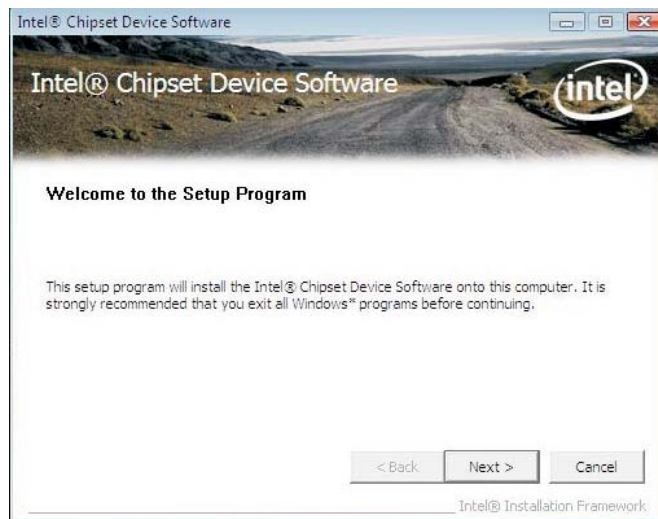 Intel® Chipset Device Software
Intel® Chipset Device Software
intel
Welcome to the Setup Program
This setup program will install the Intel® Chipset Device Software onto this computer. It is
strongly recommended that you exit all Windows* programs before continuing.
< Back
Next >
Cancel
Intel® Installation Framework